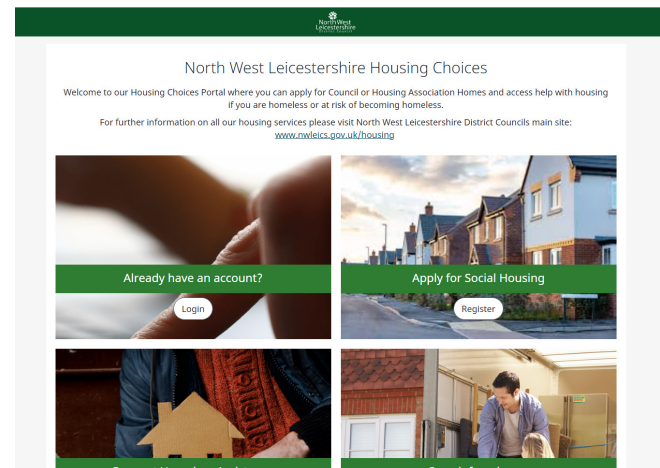 North West
Leicestershire
North West Leicestershire Housing Choices
Welcome to our Housing Choices Portal where you can apply for Council or Housing Association Homes and access help with housing
if you are homeless or at risk of becoming homeless.
For further information on all our housing services please visit North West Leicestershire District Councils main site:
www.nwleics.gov.uk/housing
Already have an account?
Apply for Social Housing
Login
Register